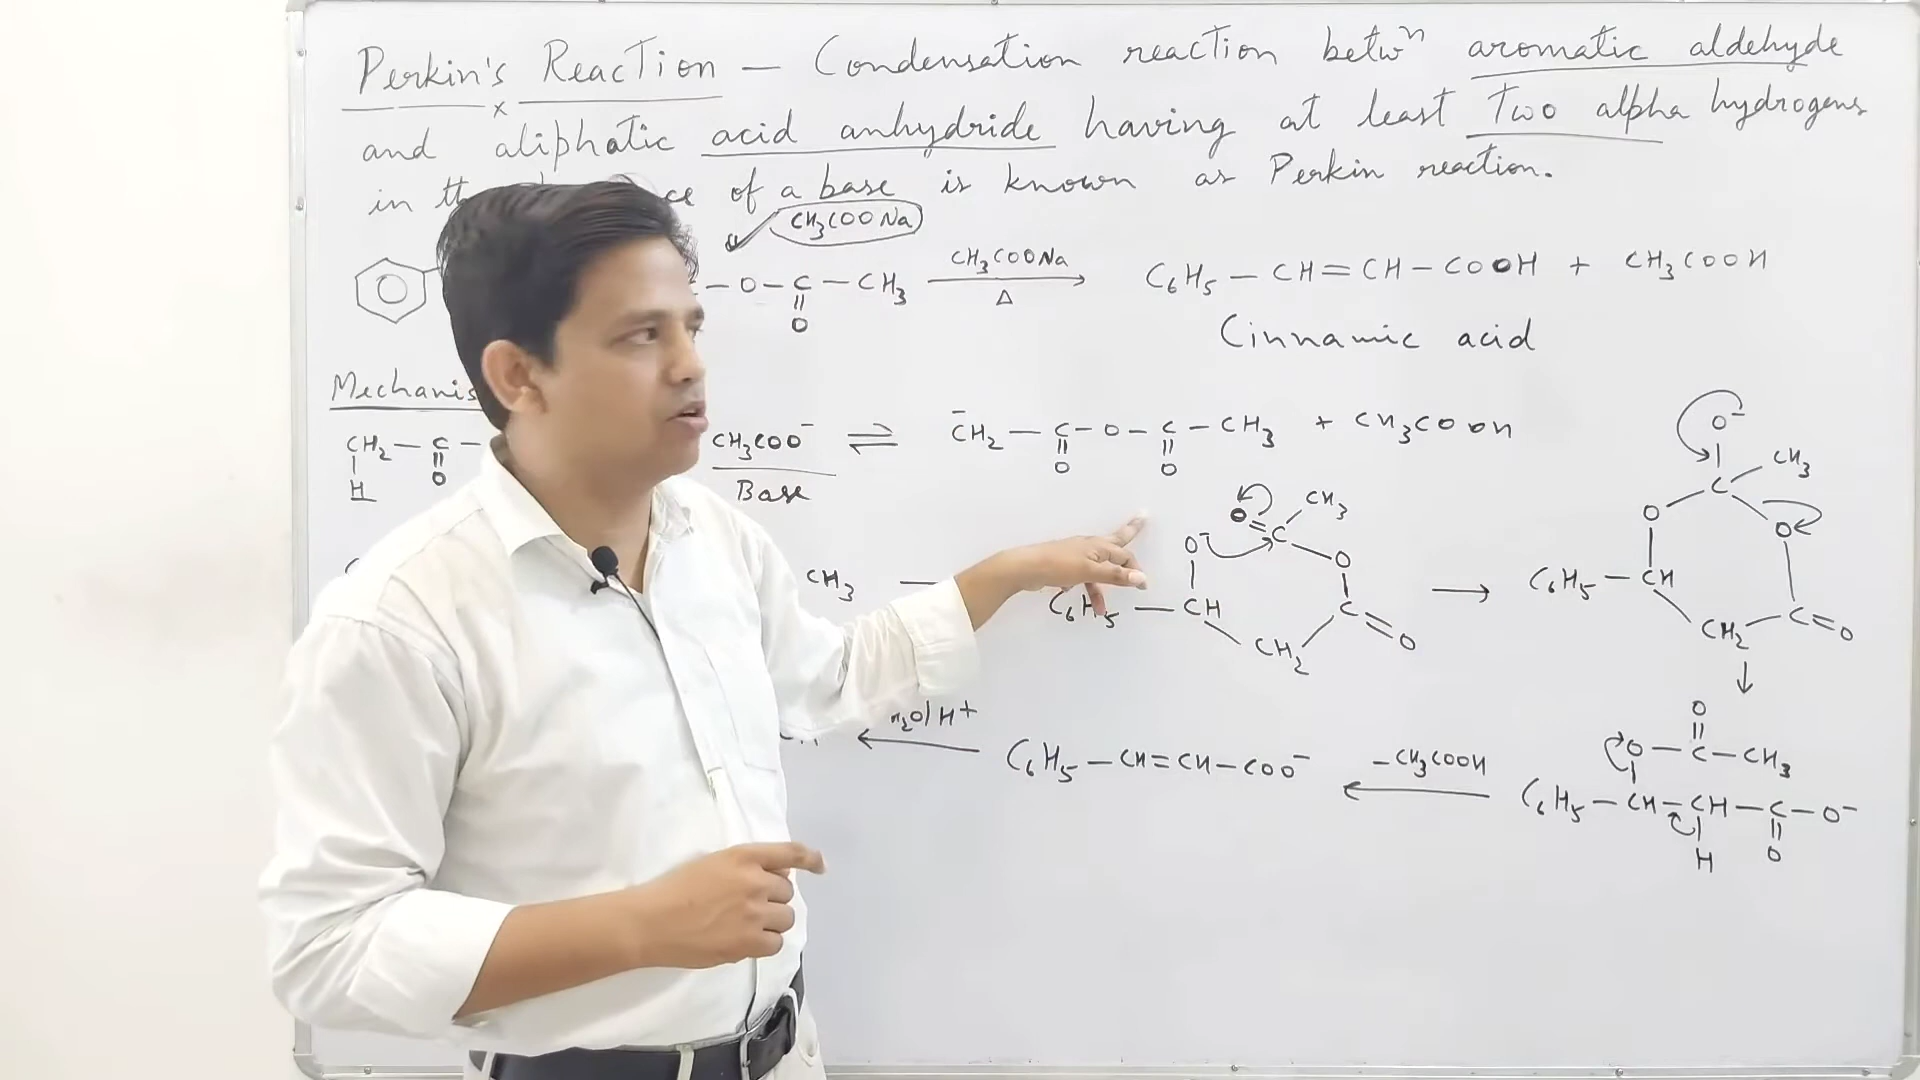 Perkin's Reaction — Condensation reaction betwⁿ aromatic aldehyde
and aliphatic acid anhydride having at least Two alpha hydrogens
in of a base is known as Perkin reaction.
CH₃COONa
— O — C — CH₃ CH₃COONa C₆H₅ — CH = CH — COOH + CH₃COOH
O Δ
Cinnamic acid
CH₂ — C — CH₃COO⁻ ⇌ ⁻CH₂ — C — O — C — CH₃ + CH₃COOH
H O Base O O
CH₃ →
O⁻ O = C CH₃ O
C₆H₅ — CH CH₂ C = O
→
O⁻
C CH₃
O O
C₆H₅ — CH CH₂ C = O
↓
O
O — C — CH₃
C₆H₅ — CH — CH — C — O⁻
H O
← — CH₃COOH
C₆H₅ — CH = CH — COO⁻
← H₂O/H⁺